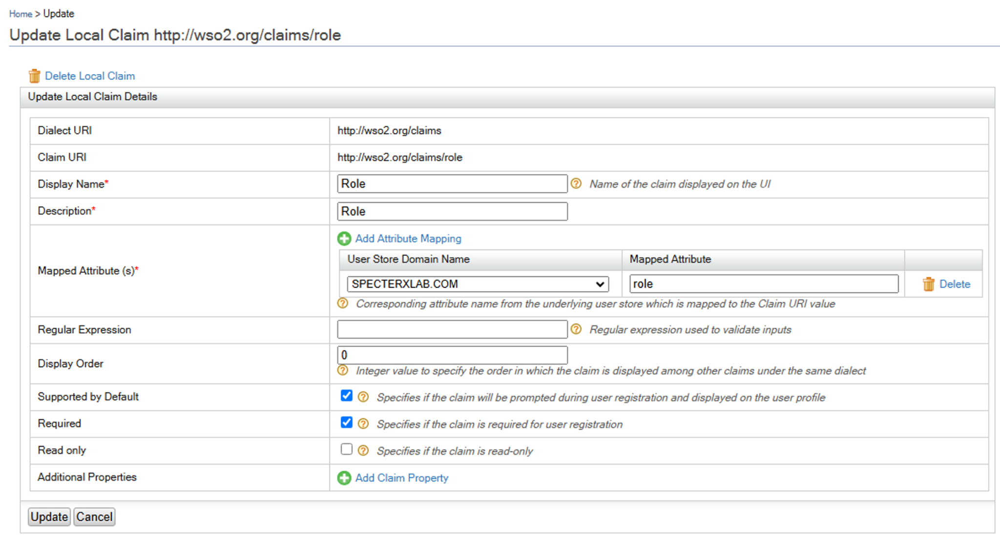 Home > Update
Update Local Claim http://wso2.org/claims/role
Delete Local Claim
Update Local Claim Details
Dialect URI http://wso2.org/claims
Claim URI http://wso2.org/claims/role
Display Name* Role Name of the claim displayed on the UI
Description* Role
Mapped Attribute (s)*
Add Attribute Mapping
User Store Domain Name Mapped Attribute
SPECTERXLAB.COM role Delete
Corresponding attribute name from the underlying user store which is mapped to the Claim URI value
Regular Expression Regular expression used to validate inputs
Display Order 0
Integer value to specify the order in which the claim is displayed among other claims under the same dialect
Supported by Default Specifies if the claim will be prompted during user registration and displayed on the user profile
Required Specifies if the claim is required for user registration
Read only Specifies if the claim is read-only
Additional Properties Add Claim Property
Update Cancel